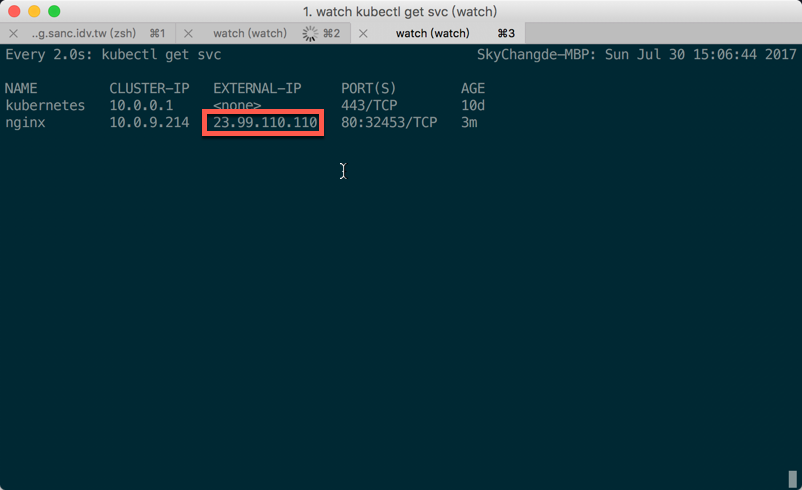 1. watch kubectl get svc (watch)
..g.sanc.idv.tw (zsh) ⌘1 watch (watch) ⌘2 watch (watch) ⌘3
Every 2.0s: kubectl get svc SkyChangde-MBP: Sun Jul 30 15:06:44 2017
NAME CLUSTER-IP EXTERNAL-IP PORT(S) AGE
kubernetes 10.0.0.1 <none> 443/TCP 10d
nginx 10.0.9.214 23.99.110.110 80:32453/TCP 3m